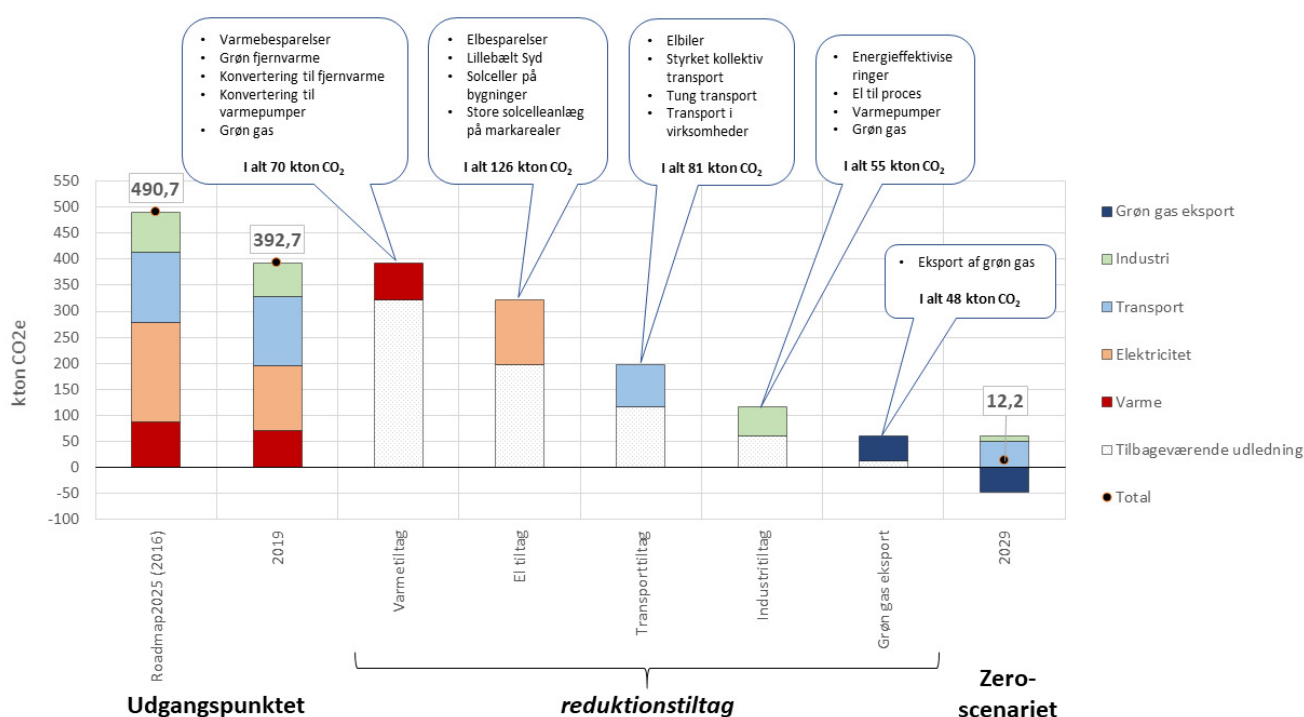 • Varmebesparelser
• Grøn fjernvarme
• Konvertering til fjernvarme
• Konvertering til
varmepumper
• Grøn gas
I alt 70 kton CO₂
• Elbesparelser
• Lillebælt Syd
• Solceller på
bygninger
• Store solcelleanlæg
på markarealer
I alt 126 kton CO₂
• Elbiler
• Styrket kollektiv
transport
• Tung transport
• Transport i
virksomheder
I alt 81 kton CO₂
• Energieffektivise
ringer
• El til proces
• Varmepumper
• Grøn gas
I alt 55 kton CO₂
• Eksport af grøn gas
I alt 48 kton CO₂
kton CO2e
550
500
450
400
350
300
250
200
150
100
50
0
-50
-100
490,7
392,7
12,2
Roadmap2025 (2016)
2019
Varmetiltag
El tiltag
Transporttiltag
Industritiltag
Grøn gas eksport
2029
Udgangspunktet
reduktionstiltag
Zero-
scenariet
Grøn gas eksport
Industri
Transport
Elektricitet
Varme
Tilbageværende udledning
Total